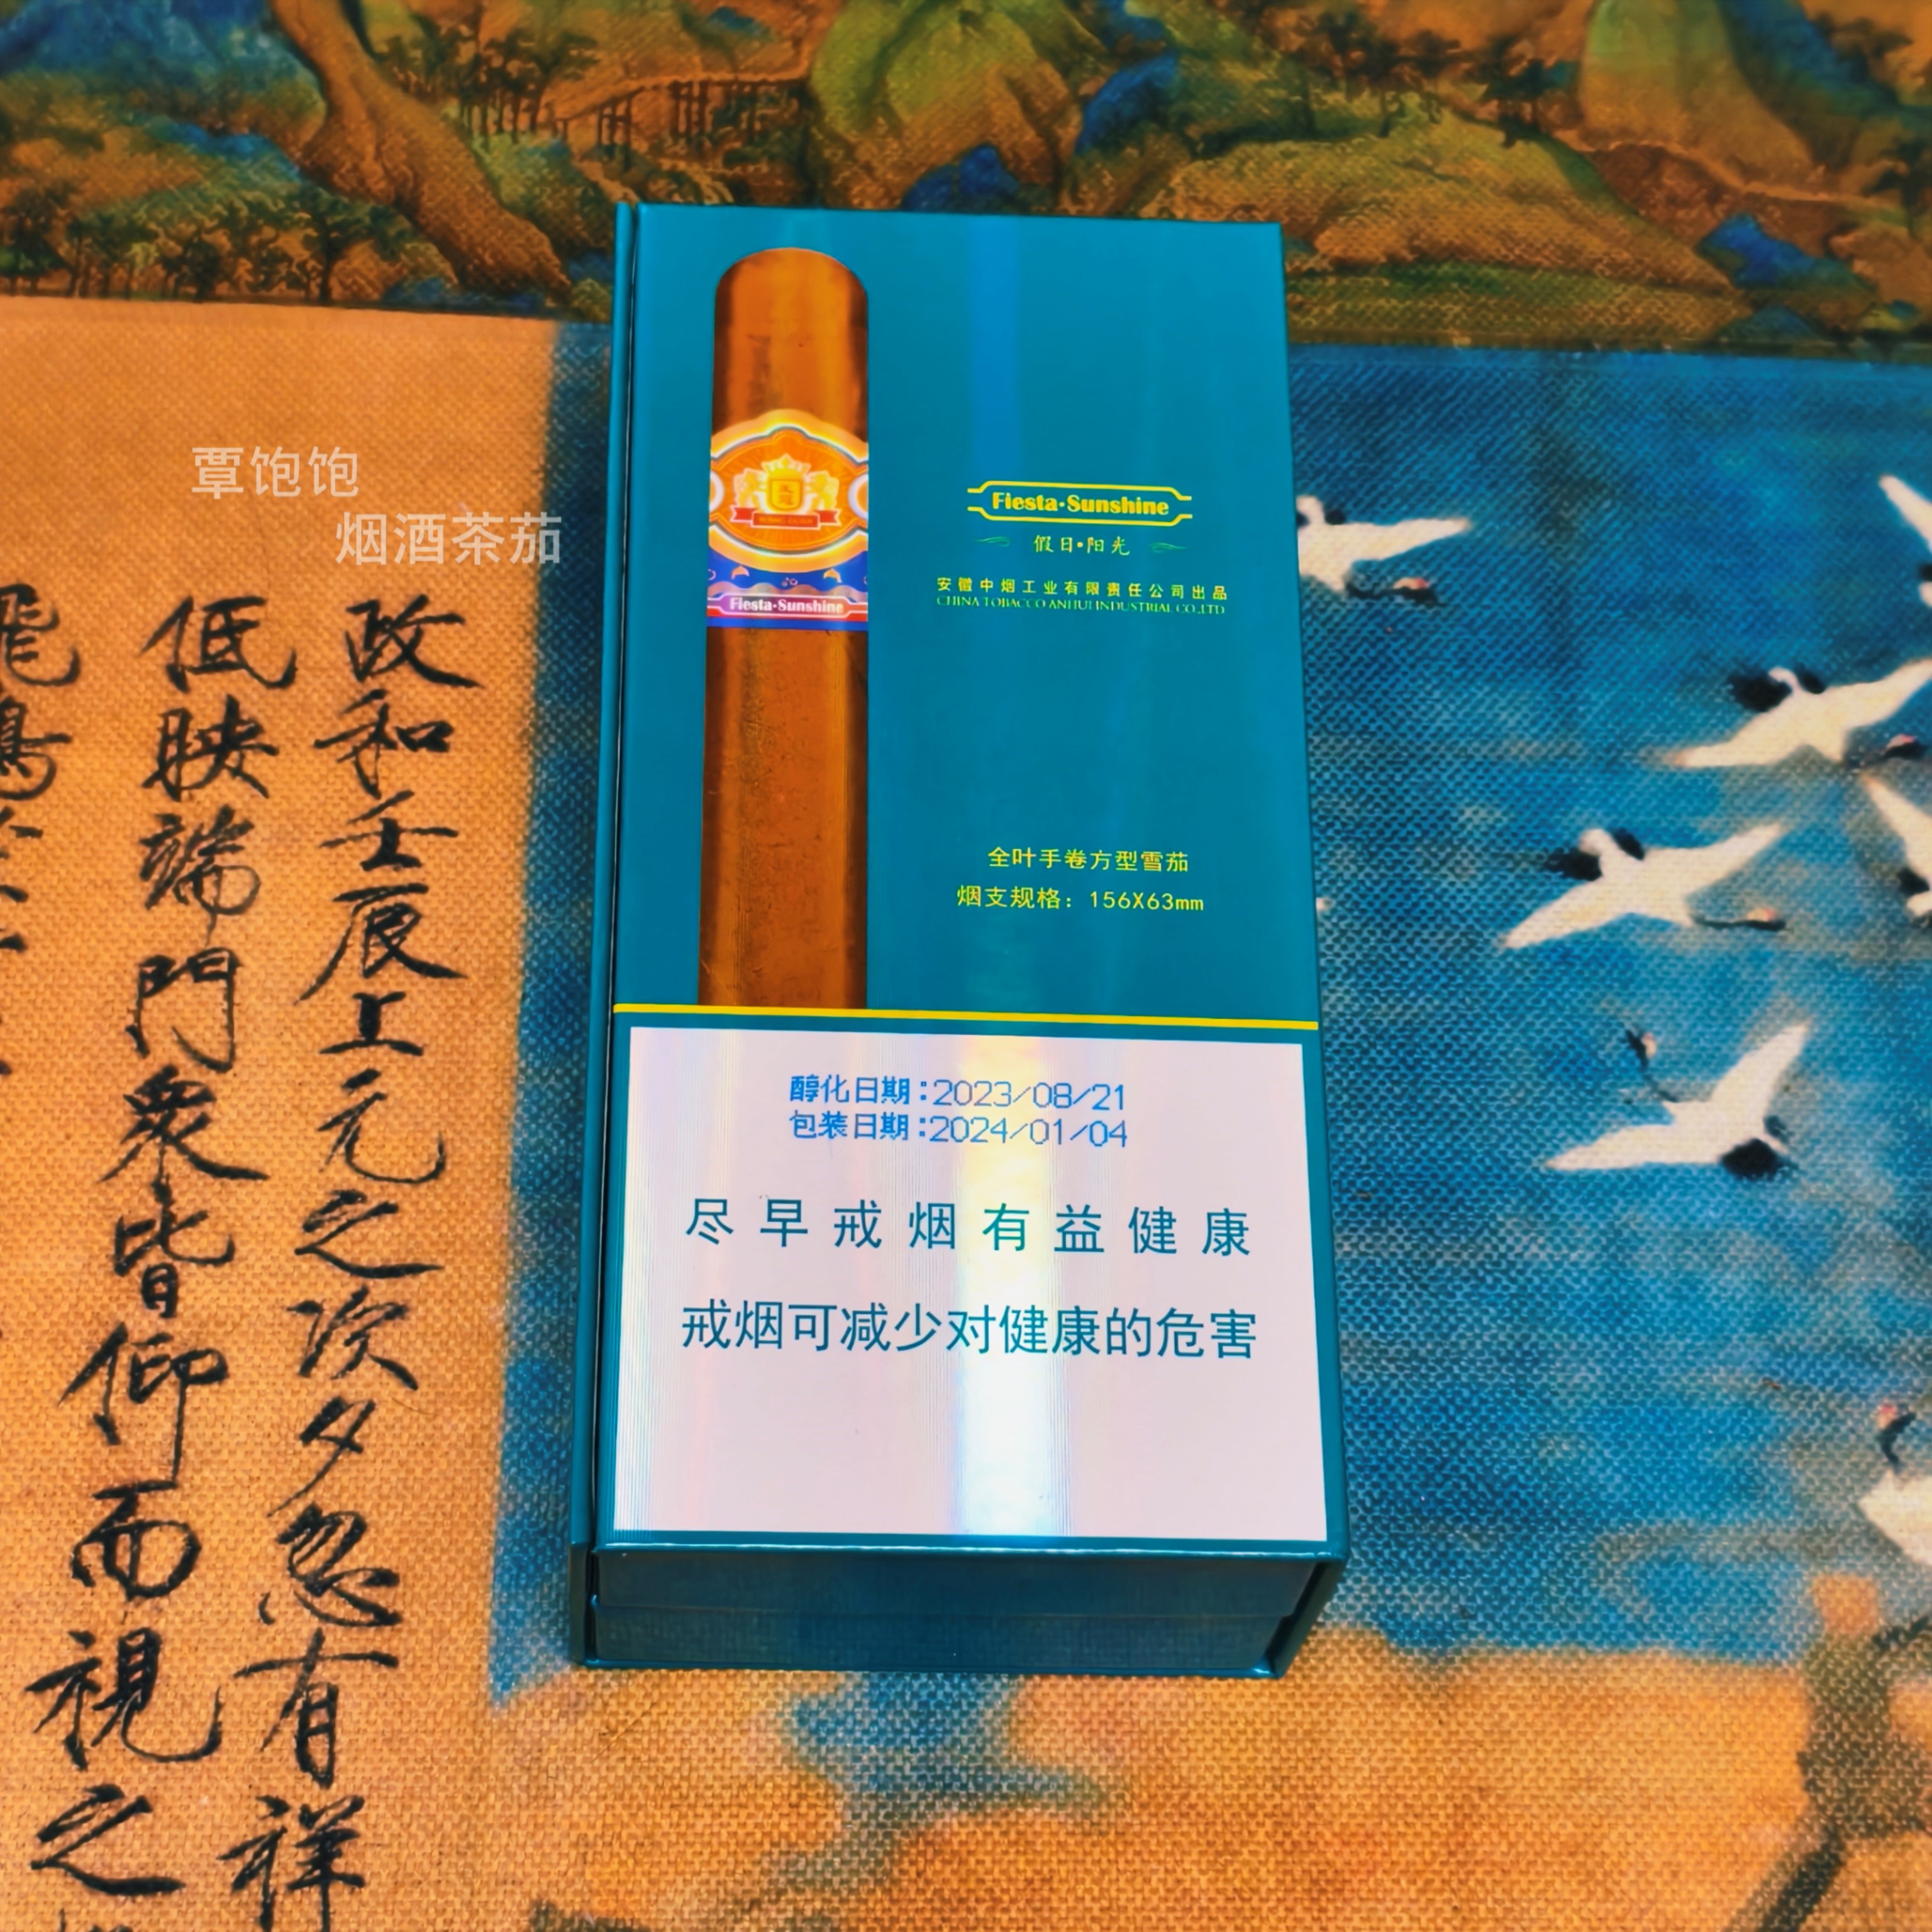 覃饱饱
烟酒茶茄
政和壬辰上元之次夕忽有祥
低映端門眾皆仰而視之
Fiesta·Sunshine
假日·阳光
安徽中烟工业有限责任公司出品
CHINA TOBACCO ANHUI INDUSTRIAL CO.,LTD
Fiesta·Sunshine
全叶手卷方型雪茄
烟支规格：156X63mm
醇化日期:2023/08/21
包装日期:2024/01/04
尽早戒烟有益健康
戒烟可减少对健康的危害